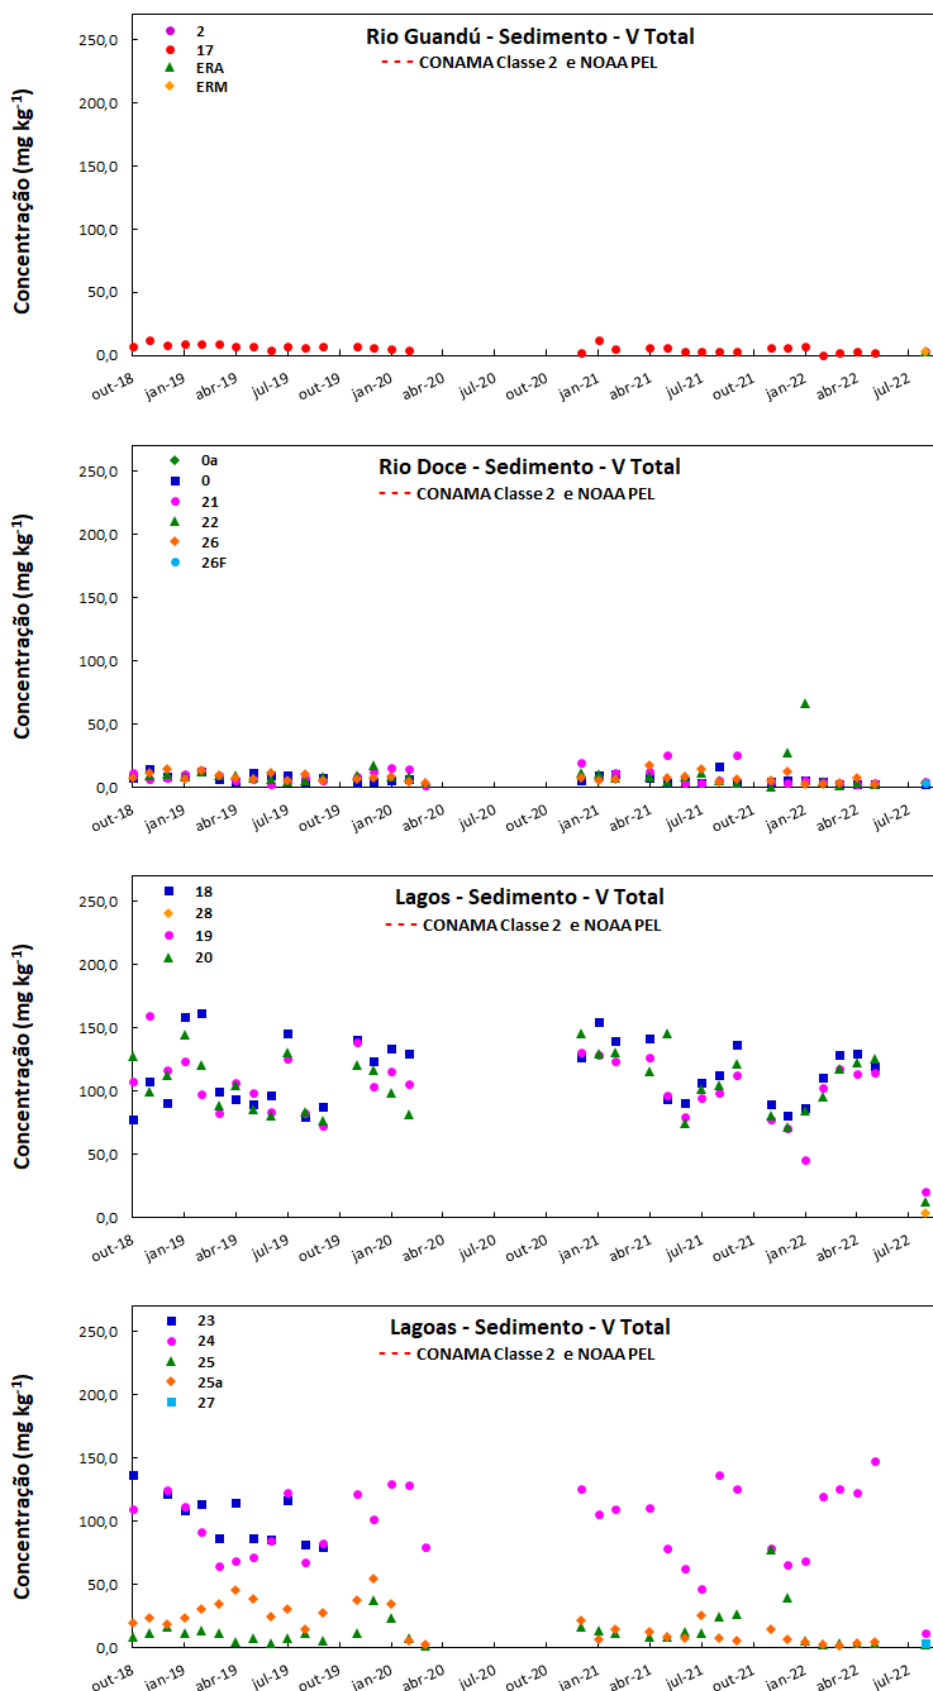 Rio Guandú - Sedimento - V Total
--- CONAMA Classe 2 e NOAA PEL
2
17
ERA
ERM
Concentração (mg kg-1)
250,0
200,0
150,0
100,0
50,0
0,0
out-18 jan-19 abr-19 jul-19 out-19 jan-20 abr-20 jul-20 out-20 jan-21 abr-21 jul-21 out-21 jan-22 abr-22 jul-22
Rio Doce - Sedimento - V Total
--- CONAMA Classe 2 e NOAA PEL
0a
0
21
22
26
26F
Concentração (mg kg-1)
250,0
200,0
150,0
100,0
50,0
0,0
out-18 jan-19 abr-19 jul-19 out-19 jan-20 abr-20 jul-20 out-20 jan-21 abr-21 jul-21 out-21 jan-22 abr-22 jul-22
Lagos - Sedimento - V Total
--- CONAMA Classe 2 e NOAA PEL
18
28
19
20
Concentração (mg kg-1)
250,0
200,0
150,0
100,0
50,0
0,0
out-18 jan-19 abr-19 jul-19 out-19 jan-20 abr-20 jul-20 out-20 jan-21 abr-21 jul-21 out-21 jan-22 abr-22 jul-22
Lagoas - Sedimento - V Total
--- CONAMA Classe 2 e NOAA PEL
23
24
25
25a
27
Concentração (mg kg-1)
250,0
200,0
150,0
100,0
50,0
0,0
out-18 jan-19 abr-19 jul-19 out-19 jan-20 abr-20 jul-20 out-20 jan-21 abr-21 jul-21 out-21 jan-22 abr-22 jul-22